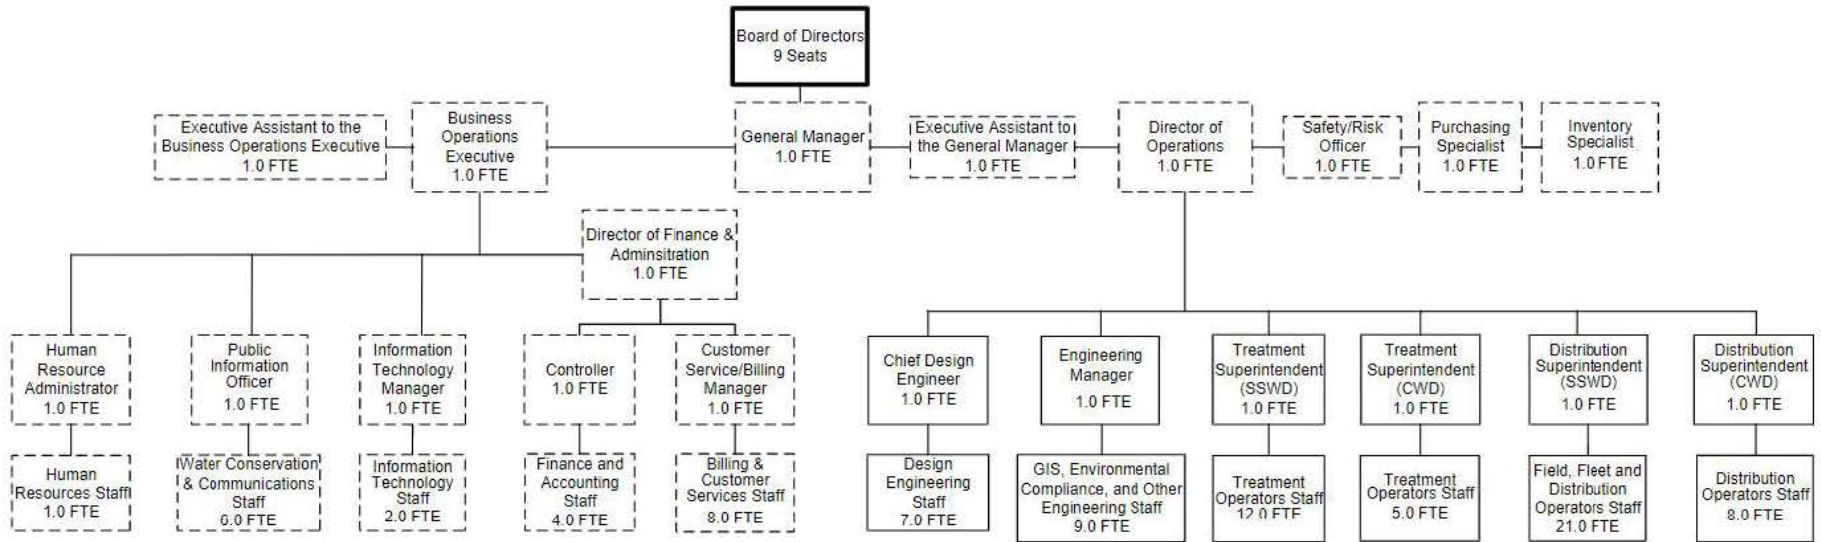 Board of Directors
9 Seats
Executive Assistant to the
Business Operations Executive
1.0 FTE
Business
Operations
Executive
1.0 FTE
General Manager
1.0 FTE
Executive Assistant to
the General Manager
1.0 FTE
Director of
Operations
1.0 FTE
Safety/Risk
Officer
1.0 FTE
Purchasing
Specialist
1.0 FTE
Inventory
Specialist
1.0 FTE
Director of Finance &
Adminsitration
1.0 FTE
Human
Resource
Administrator
1.0 FTE
Public
Information
Officer
1.0 FTE
Information
Technology
Manager
1.0 FTE
Controller
1.0 FTE
Customer
Service/Billing
Manager
1.0 FTE
Chief Design
Engineer
1.0 FTE
Engineering
Manager
1.0 FTE
Treatment
Superintendent
(SSWD)
1.0 FTE
Treatment
Superintendent
(CWD)
1.0 FTE
Distribution
Superintendent
(SSWD)
1.0 FTE
Distribution
Superintendent
(CWD)
1.0 FTE
Human
Resources Staff
1.0 FTE
Water Conservation
& Communications
Staff
6.0 FTE
Information
Technology
Staff
2.0 FTE
Finance and
Accounting
Staff
4.0 FTE
Billing &
Customer
Services Staff
8.0 FTE
Design
Engineering
Staff
7.0 FTE
GIS, Environmental
Compliance, and Other
Engineering Staff
9.0 FTE
Treatment
Operators Staff
12.0 FTE
Treatment
Operators Staff
5.0 FTE
Field, Fleet and
Distribution
Operators Staff
21.0 FTE
Distribution
Operators Staff
8.0 FTE